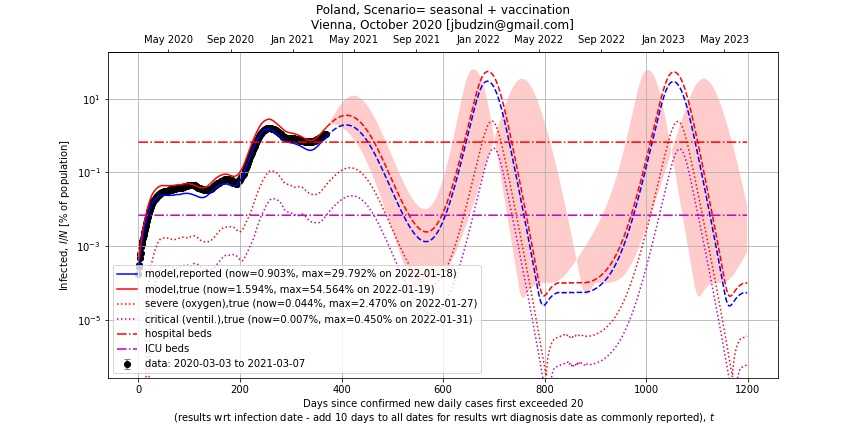 Poland, Scenario= seasonal + vaccination
Vienna, October 2020 [jbudzin@gmail.com]
May 2020 Sep 2020 Jan 2021 May 2021 Sep 2021 Jan 2022 May 2022 Sep 2022 Jan 2023 May 2023
10¹
10⁻¹
10⁻³
10⁻⁵
Infected, I/N [% of population]
model,reported (now=0.903%, max=29.792% on 2022-01-18)
model,true (now=1.594%, max=54.564% on 2022-01-19)
severe (oxygen),true (now=0.044%, max=2.470% on 2022-01-27)
critical (ventil.),true (now=0.007%, max=0.450% on 2022-01-31)
hospital beds
ICU beds
data: 2020-03-03 to 2021-03-07
0 200 400 600 800 1000 1200
Days since confirmed new daily cases first exceeded 20
(results wrt infection date - add 10 days to all dates for results wrt diagnosis date as commonly reported), t